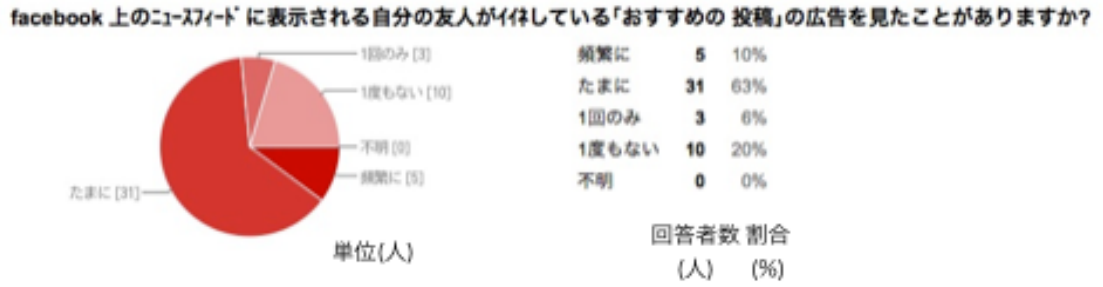 facebook 上のﾆｭｰｽﾌｨｰﾄﾞに表示される自分の友人がｲｲﾈしている｢おすすめの 投稿｣の広告を見たことがありますか?
1回のみ [3]
1度もない [10]
不明 [0]
頻繁に [5]
たまに [31]
単位(人)
頻繁に 5 10%
たまに 31 63%
1回のみ 3 6%
1度もない 10 20%
不明 0 0%
回答者数 割合
(人) (%)